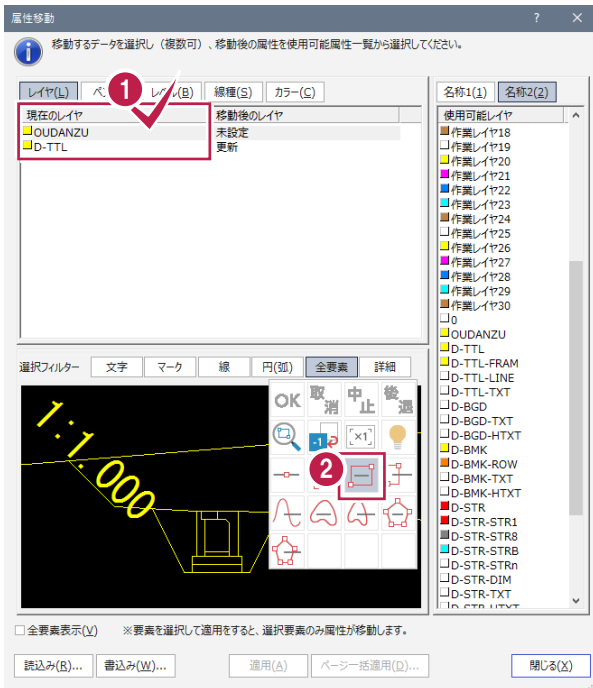 属性移動
? ×
移動するデータを選択し（複数可）、移動後の属性を使用可能属性一覧から選択してください。
レイヤ(L)
1
(B)
線種(S)
カラー(C)
現在のレイヤ
移動後のレイヤ
OUDANZU
未設定
D-TTL
更新
名称1(1)
名称2(2)
使用可能レイヤ
作業レイヤ18
作業レイヤ19
作業レイヤ20
作業レイヤ21
作業レイヤ22
作業レイヤ23
作業レイヤ24
作業レイヤ25
作業レイヤ26
作業レイヤ27
作業レイヤ28
作業レイヤ29
作業レイヤ30
0
OUDANZU
D-TTL
D-TTL-FRAM
D-TTL-LINE
D-TTL-TXT
D-BGD
D-BGD-TXT
D-BGD-HTXT
D-BMK
D-BMK-ROW
D-BMK-TXT
D-BMK-HTXT
D-STR
D-STR-STR1
D-STR-STR8
D-STR-STRB
D-STR-STRn
D-STR-DIM
D-STR-TXT
D-STR-HTXT
選択フィルター
文字
マーク
線
円(弧)
全要素
詳細
1:1.000
OK
取消
中止
後退
-1
×1
2
全要素表示(V)
※要素を選択して適用をすると、選択要素のみ属性が移動します。
読込み(R)...
書込み(W)...
適用(A)
ページ一括適用(D)...
閉じる(X)